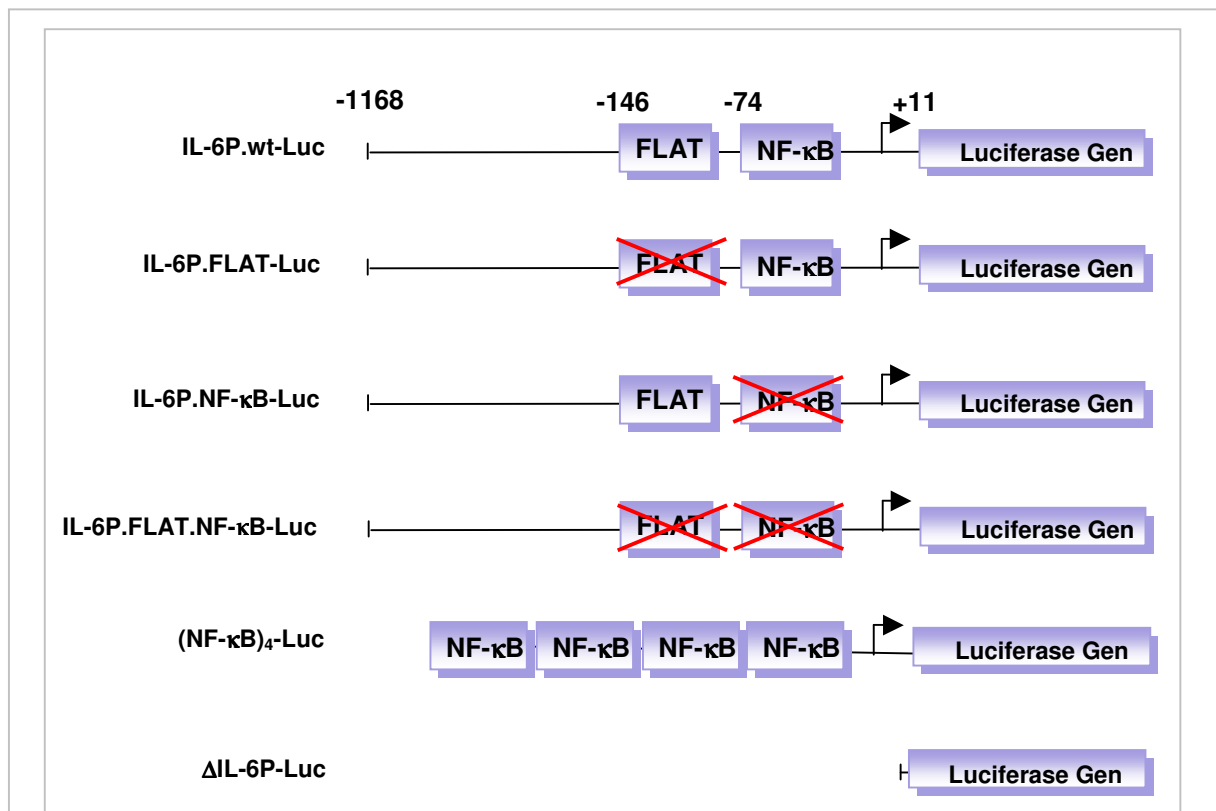 -1168 -146 -74 +11
IL-6P.wt-Luc FLAT NF-κB Luciferase Gen
IL-6P.FLAT-Luc FLAT NF-κB Luciferase Gen
IL-6P.NF-κB-Luc FLAT NF-κB Luciferase Gen
IL-6P.FLAT.NF-κB-Luc FLAT NF-κB Luciferase Gen
(NF-κB)₄-Luc NF-κB NF-κB NF-κB NF-κB Luciferase Gen
ΔIL-6P-Luc Luciferase Gen